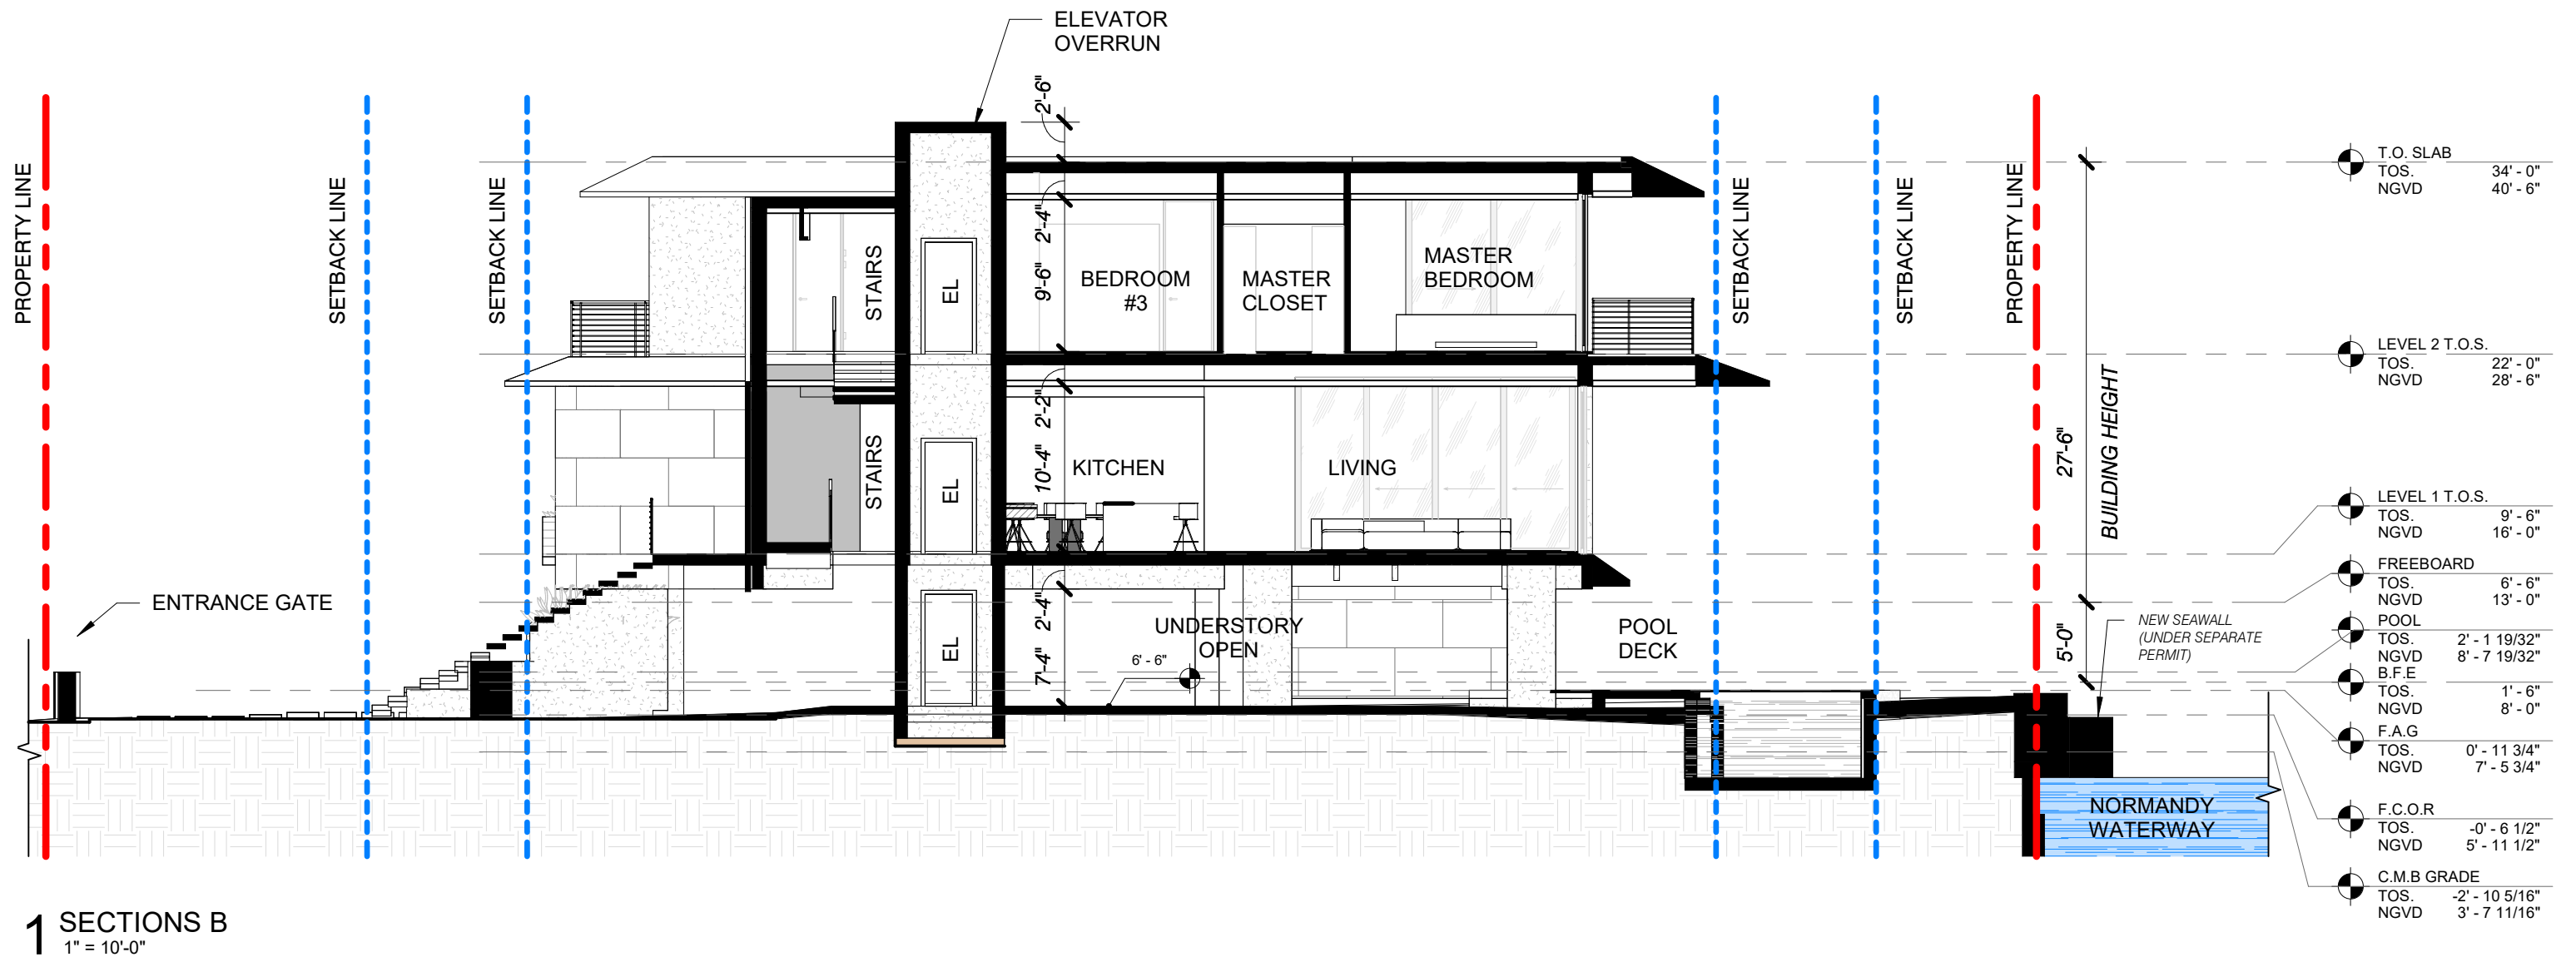 ELEVATOR
OVERRUN
2'-6"
PROPERTY LINE
SETBACK LINE
SETBACK LINE
STAIRS
EL
2'-4"
9'-6"
BEDROOM
#3
MASTER
CLOSET
MASTER
BEDROOM
SETBACK LINE
SETBACK LINE
PROPERTY LINE
T.O. SLAB
TOS. 34' - 0"
NGVD 40' - 6"
LEVEL 2 T.O.S.
TOS. 22' - 0"
NGVD 28' - 6"
STAIRS
EL
2'-2"
10'-4"
KITCHEN
LIVING
27'-6"
BUILDING HEIGHT
LEVEL 1 T.O.S.
TOS. 9' - 6"
NGVD 16' - 0"
FREEBOARD
TOS. 6' - 6"
NGVD 13' - 0"
ENTRANCE GATE
EL
2'-4"
7'-4"
UNDERSTORY
OPEN
6' - 6"
POOL
DECK
5'-0"
NEW SEAWALL
(UNDER SEPARATE
PERMIT)
POOL
TOS. 2' - 1 19/32"
NGVD 8' - 7 19/32"
B.F.E
TOS. 1' - 6"
NGVD 8' - 0"
F.A.G
TOS. 0' - 11 3/4"
NGVD 7' - 5 3/4"
F.C.O.R
TOS. -0' - 6 1/2"
NGVD 5' - 11 1/2"
C.M.B GRADE
TOS. -2' - 10 5/16"
NGVD 3' - 7 11/16"
NORMANDY
WATERWAY
1 SECTIONS B
1" = 10'-0"